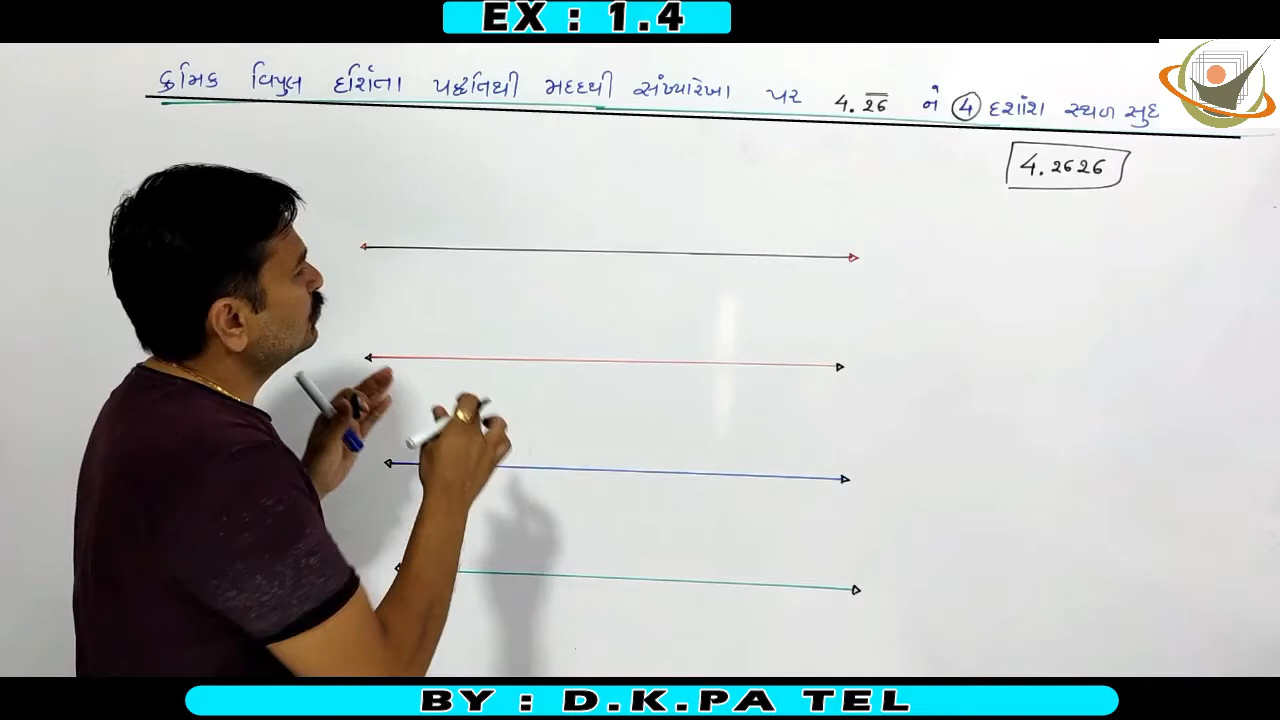 EX : 1.4
ક્રમિક વિપુલ દર્શિતા પધ્ધતિથી મદદથી સંખ્યારેખા પર 4.2̅6̅ ને 4 દશાંશ સ્થળ સુધ
4.2626
BY : D.K.PA TEL